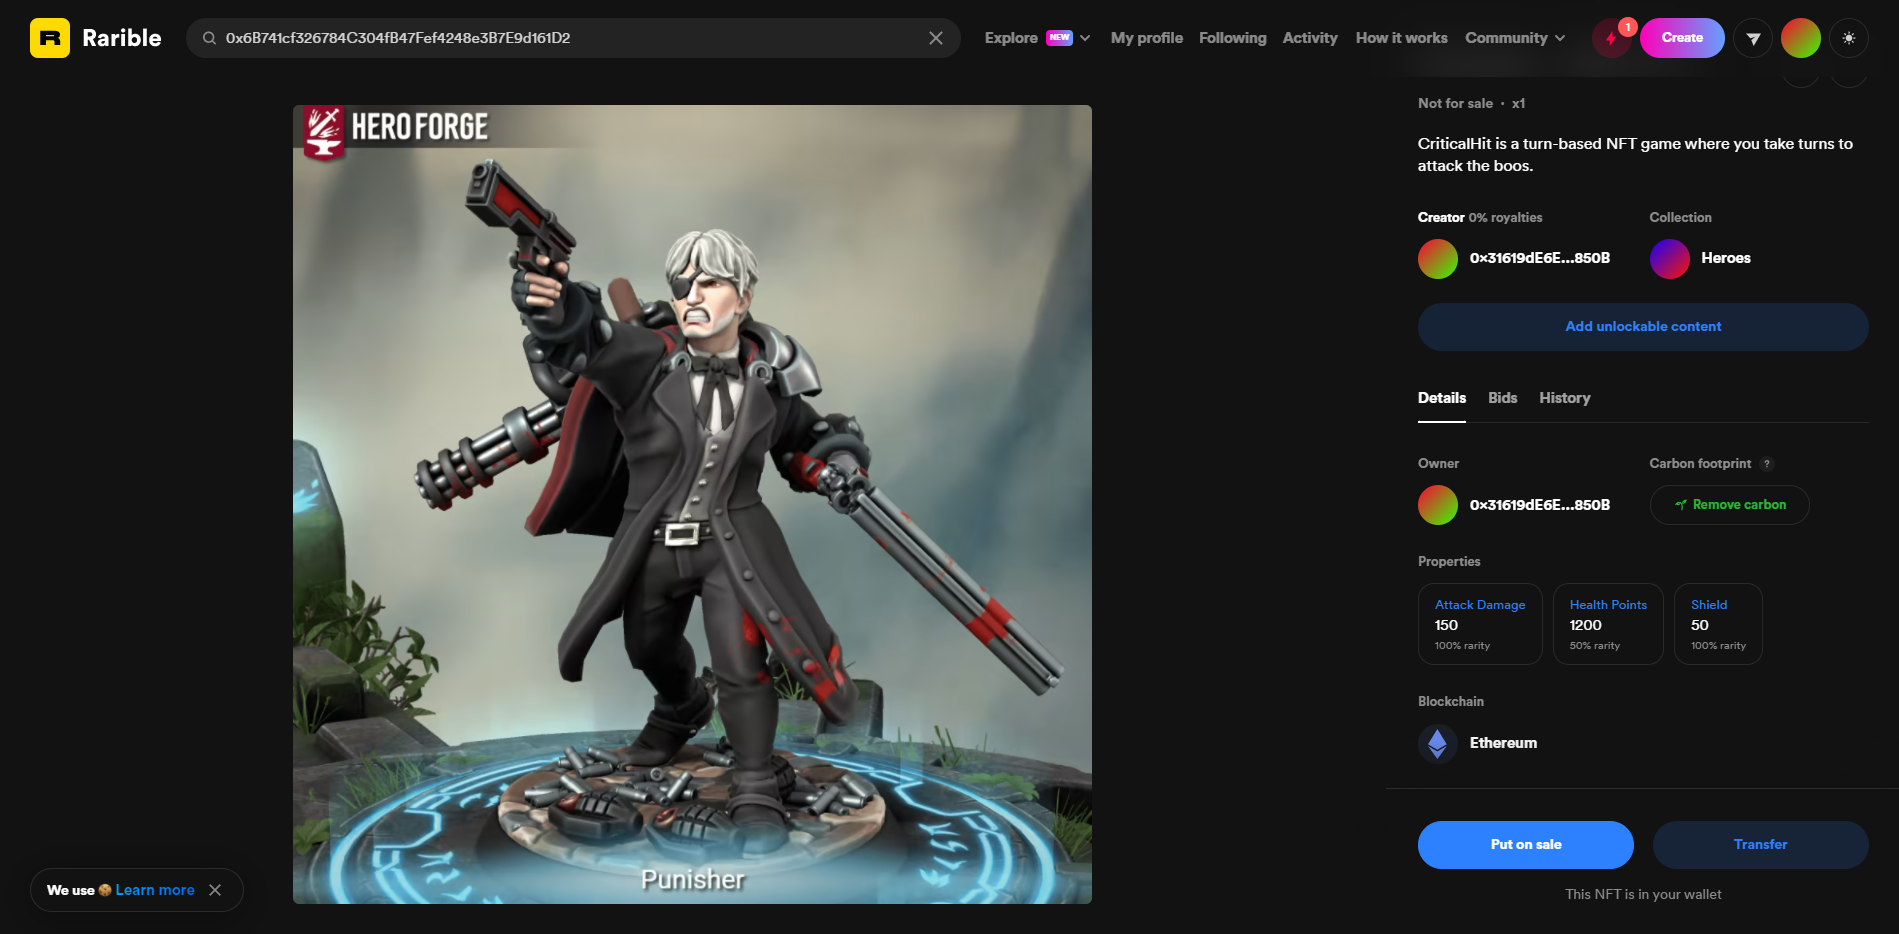 Rarible
0x6B741cf326784C304fB47Fef4248e3B7E9d161D2
Explore NEW My profile Following Activity How it works Community 1 Create
HERO FORGE
Punisher
Not for sale · x1
CriticalHit is a turn-based NFT game where you take turns to
attack the boos.
Creator 0% royalties
0x31619dE6E...850B
Collection
Heroes
Add unlockable content
Details Bids History
Owner
0x31619dE6E...850B
Carbon footprint ?
Remove carbon
Properties
Attack Damage
150
100% rarity
Health Points
1200
50% rarity
Shield
50
100% rarity
Blockchain
Ethereum
Put on sale Transfer
This NFT is in your wallet
We use 🍪 Learn more